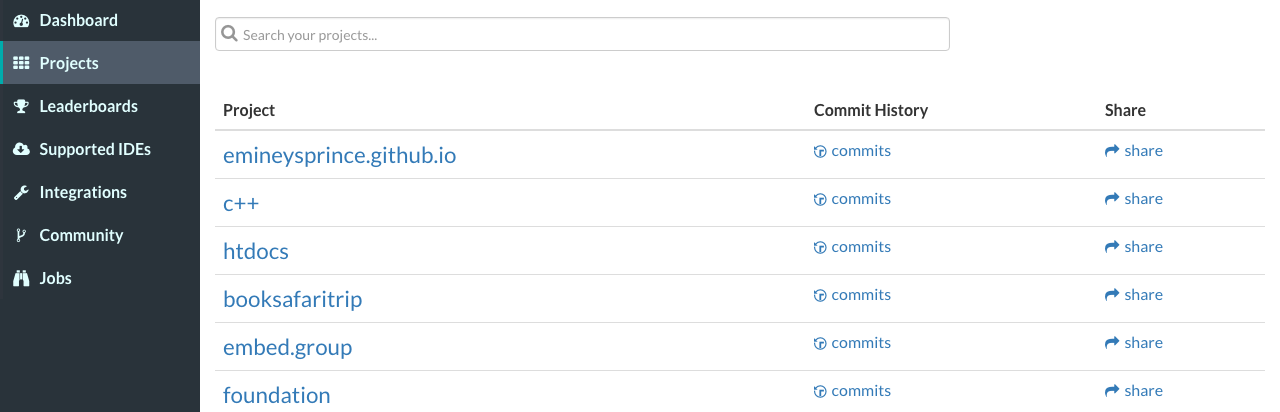 Dashboard
Projects
Leaderboards
Supported IDEs
Integrations
Community
Jobs
Search your projects...
Project Commit History Share
emineysprince.github.io commits share
c++ commits share
htdocs commits share
booksafaritrip commits share
embed.group commits share
foundation commits share